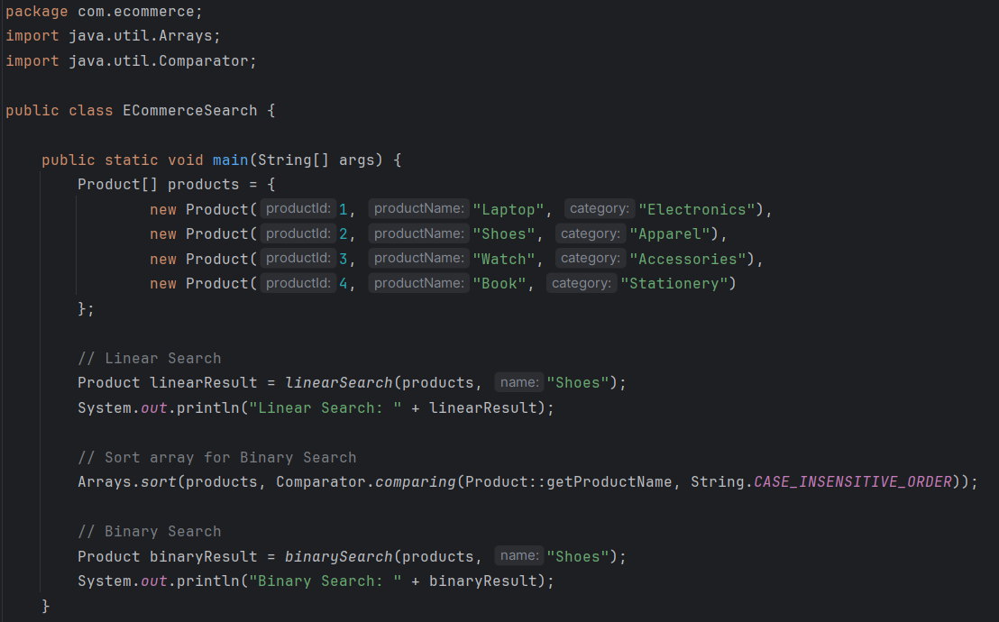 package com.ecommerce;
import java.util.Arrays;
import java.util.Comparator;

public class ECommerceSearch {

    public static void main(String[] args) {
        Product[] products = {
                new Product( productId: 1, productName: "Laptop", category: "Electronics"),
                new Product( productId: 2, productName: "Shoes", category: "Apparel"),
                new Product( productId: 3, productName: "Watch", category: "Accessories"),
                new Product( productId: 4, productName: "Book", category: "Stationery")
        };

        // Linear Search
        Product linearResult = linearSearch(products, name: "Shoes");
        System.out.println("Linear Search: " + linearResult);

        // Sort array for Binary Search
        Arrays.sort(products, Comparator.comparing(Product::getProductName, String.CASE_INSENSITIVE_ORDER));

        // Binary Search
        Product binaryResult = binarySearch(products, name: "Shoes");
        System.out.println("Binary Search: " + binaryResult);
    }